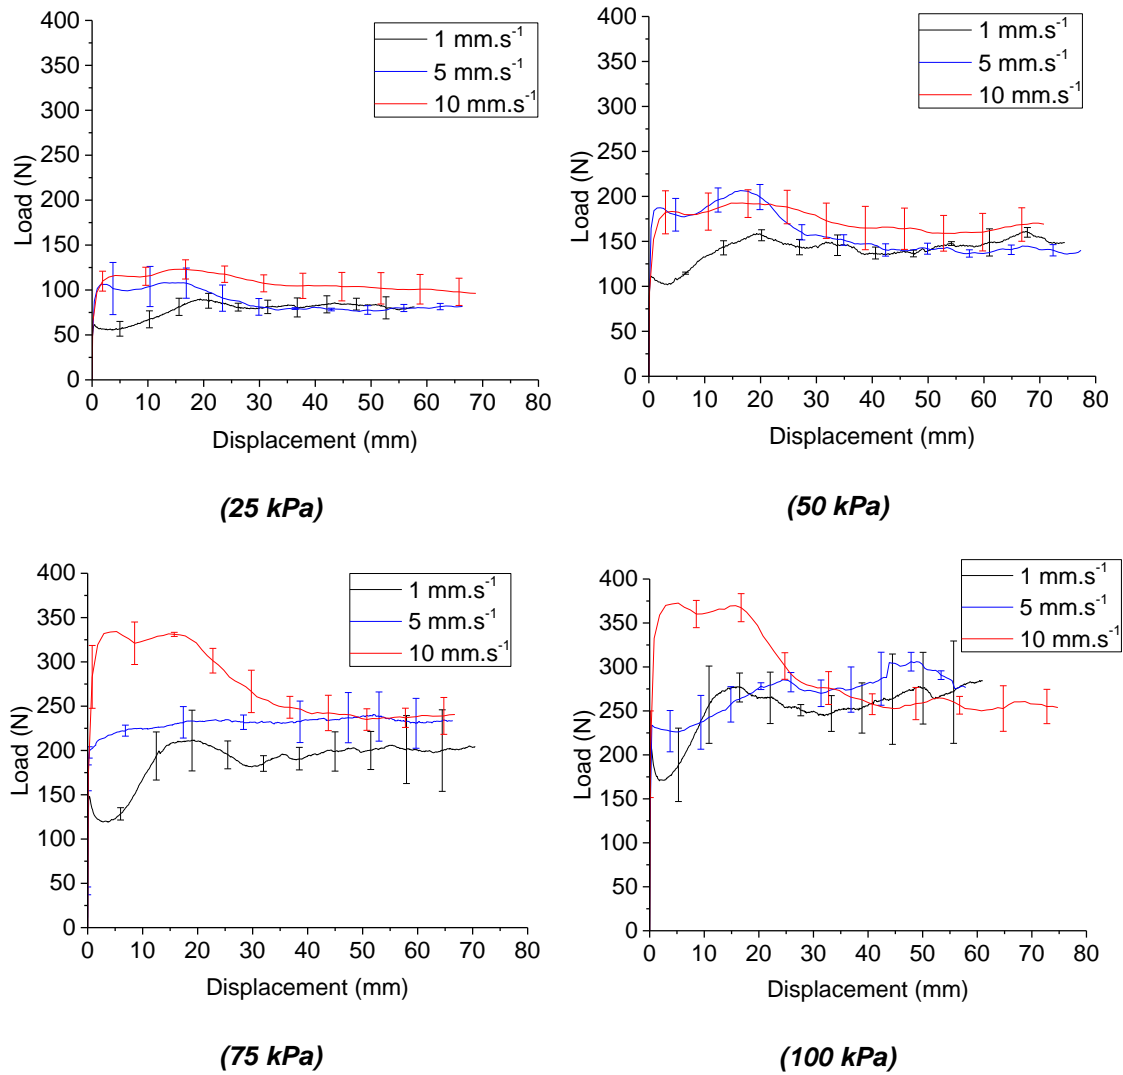 400
350
300
250
200
150
100
50
0
Load (N)
0 10 20 30 40 50 60 70 80
Displacement (mm)
1 mm.s⁻¹
5 mm.s⁻¹
10 mm.s⁻¹
(25 kPa)
400
350
300
250
200
150
100
50
0
Load (N)
0 10 20 30 40 50 60 70 80
Displacement (mm)
1 mm.s⁻¹
5 mm.s⁻¹
10 mm.s⁻¹
(50 kPa)
400
350
300
250
200
150
100
50
0
Load (N)
0 10 20 30 40 50 60 70 80
Displacement (mm)
1 mm.s⁻¹
5 mm.s⁻¹
10 mm.s⁻¹
(75 kPa)
400
350
300
250
200
150
100
50
0
Load (N)
0 10 20 30 40 50 60 70 80
Displacement (mm)
1 mm.s⁻¹
5 mm.s⁻¹
10 mm.s⁻¹
(100 kPa)